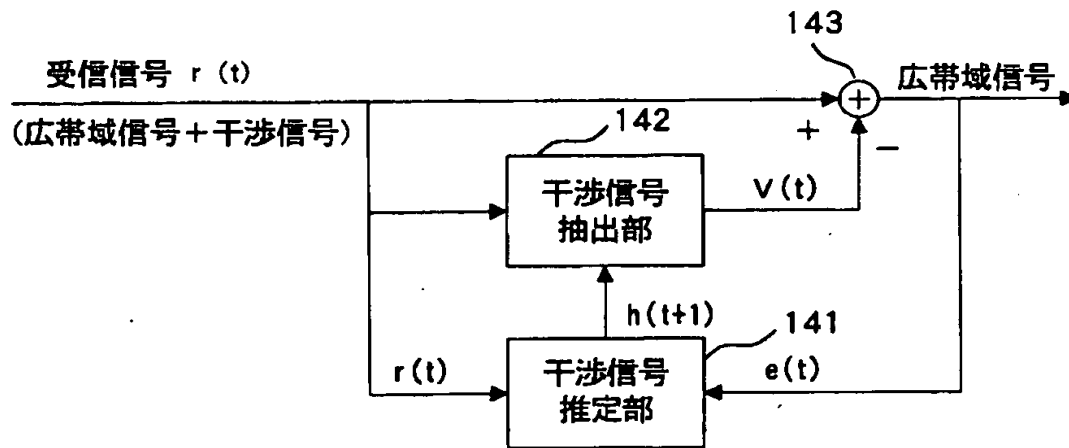 143
受信信号 r (t)
広帯域信号
(広帯域信号+干渉信号)
142
+
+
−
干渉信号
抽出部
V(t)
h(t+1)
141
r(t)
干渉信号
推定部
e(t)